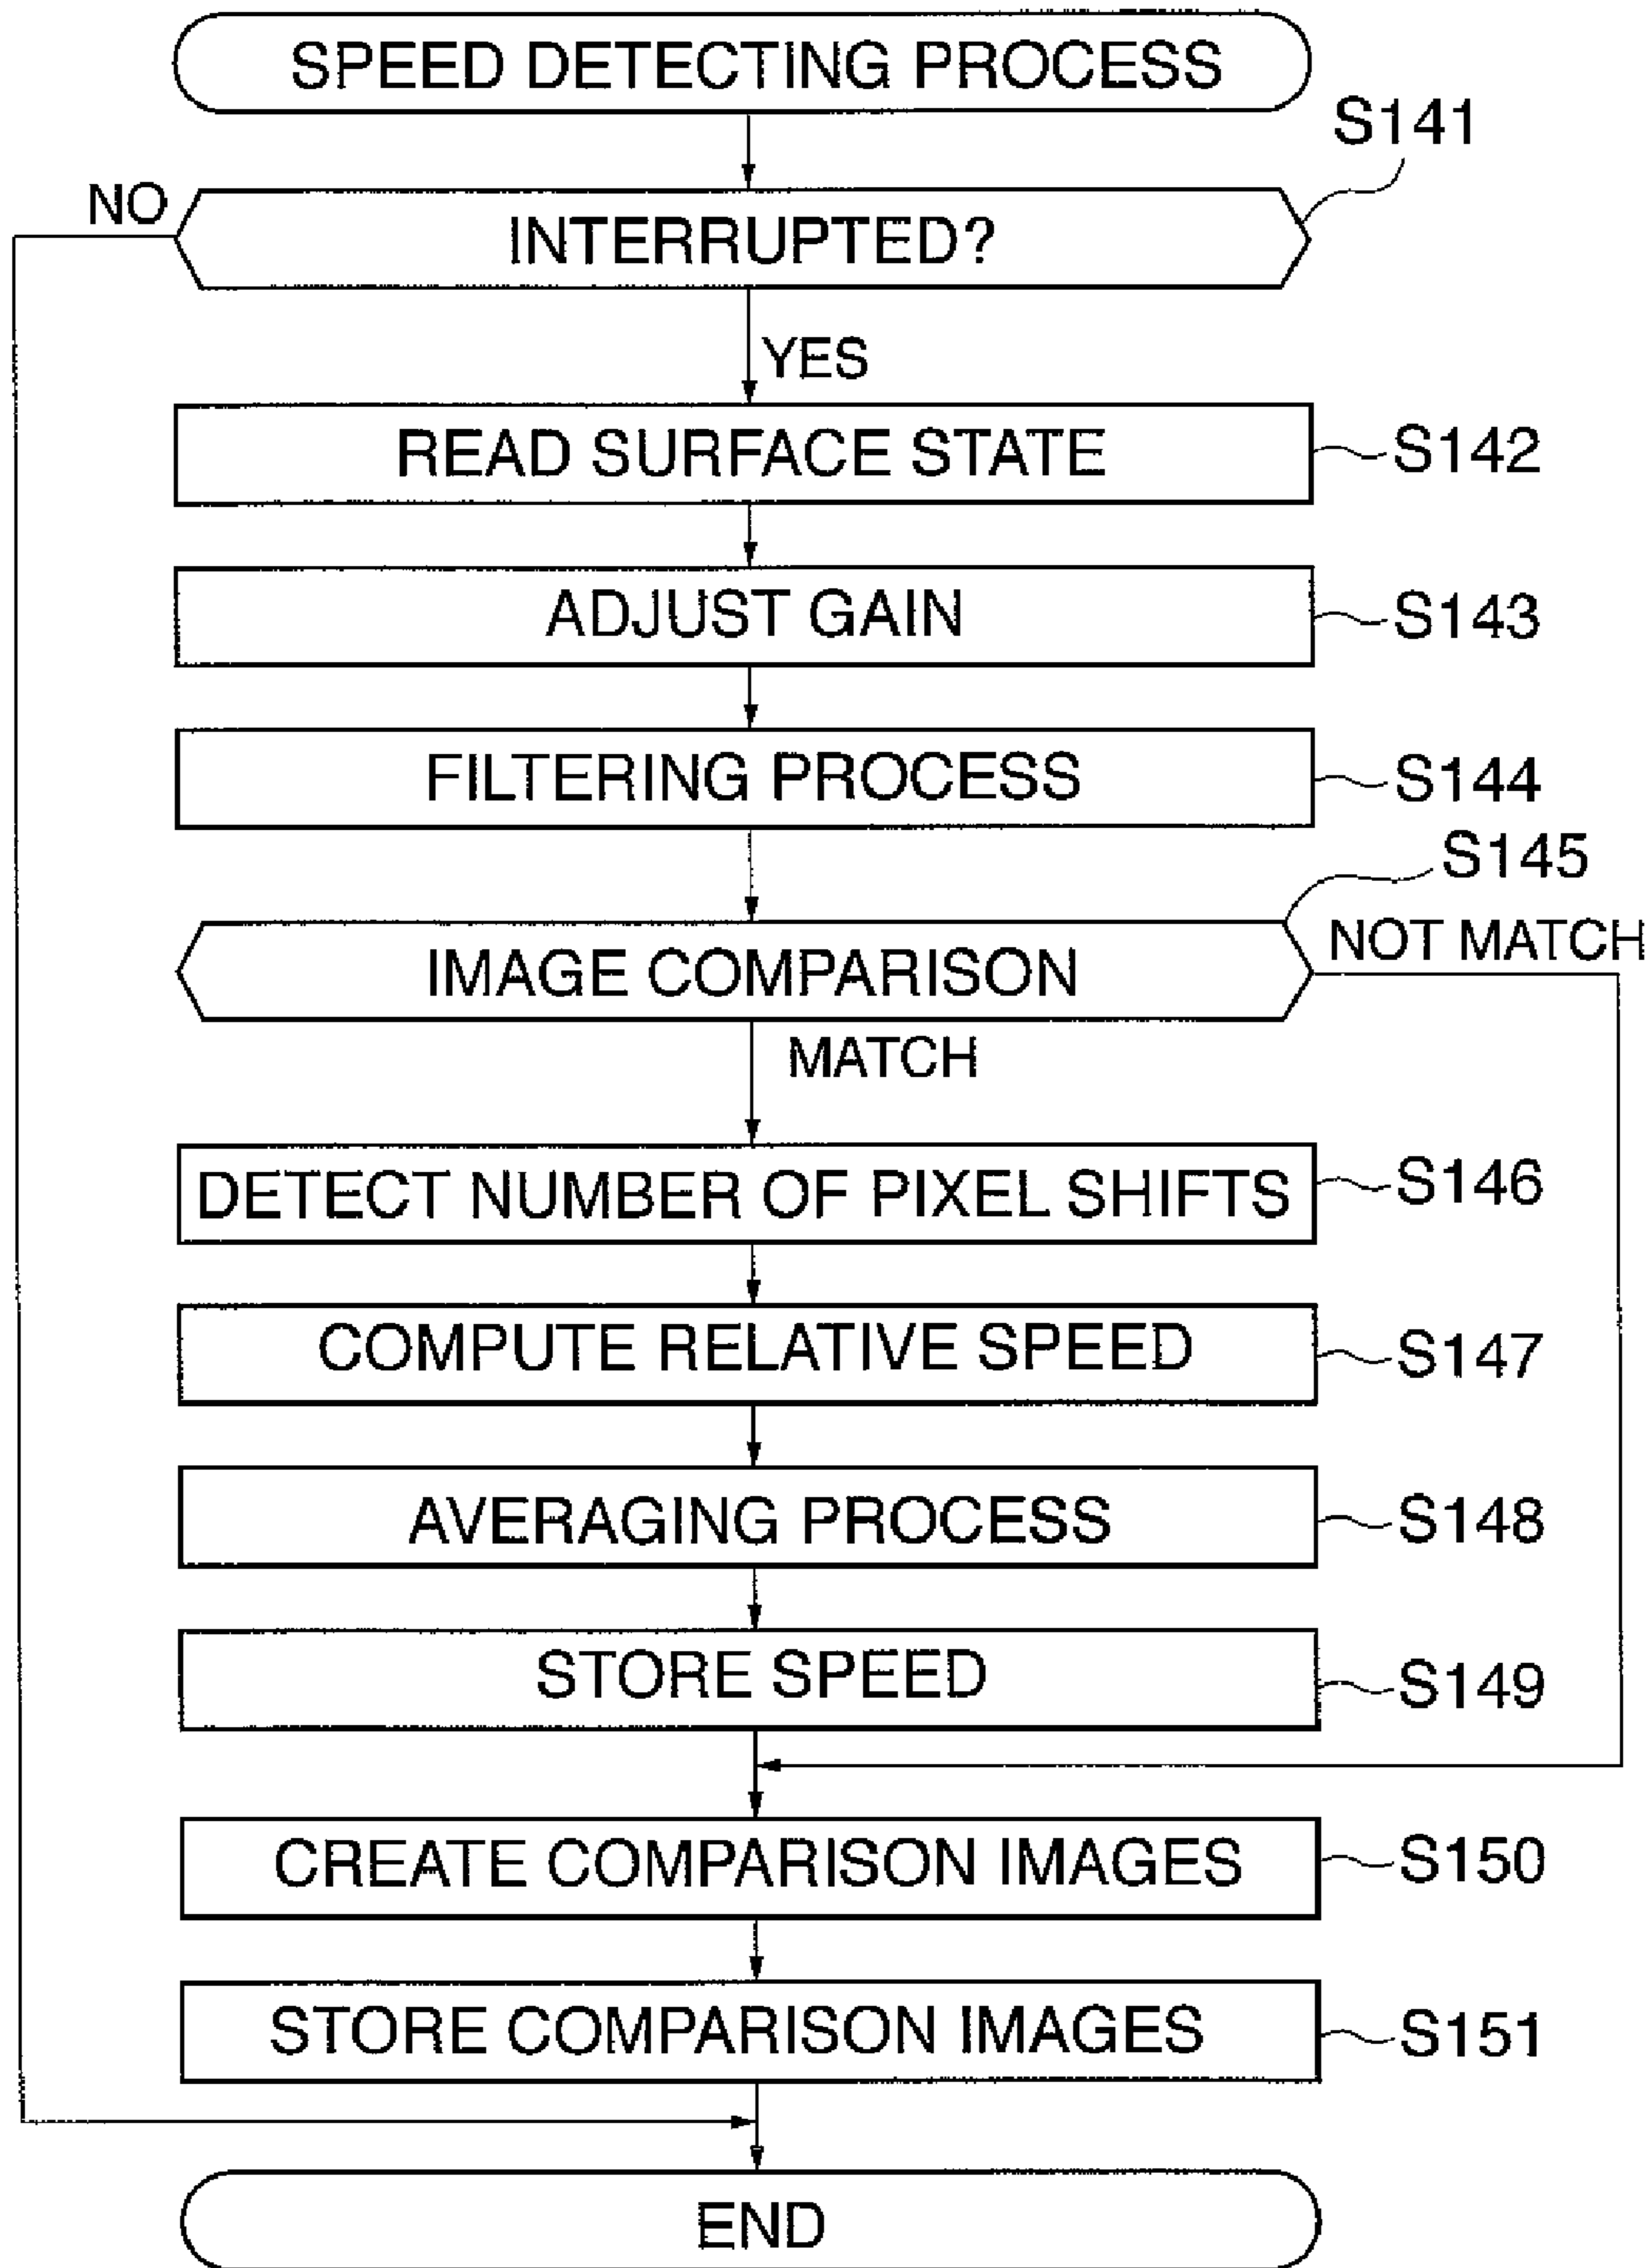 SPEED DETECTING PROCESS
S141
NO
INTERRUPTED?
YES
READ SURFACE STATE
S142
ADJUST GAIN
S143
FILTERING PROCESS
S144
S145
IMAGE COMPARISON
NOT MATCH
MATCH
DETECT NUMBER OF PIXEL SHIFTS
S146
COMPUTE RELATIVE SPEED
S147
AVERAGING PROCESS
S148
STORE SPEED
S149
CREATE COMPARISON IMAGES
S150
STORE COMPARISON IMAGES
S151
END